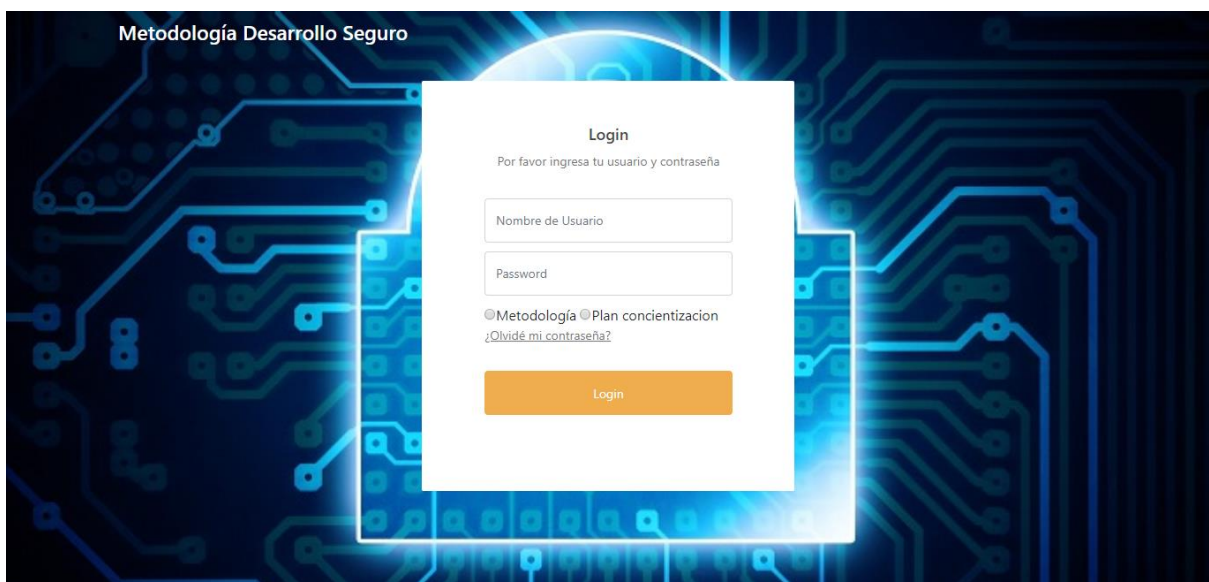 Metodología Desarrollo Seguro
Login
Por favor ingresa tu usuario y contraseña
Nombre de Usuario
Password
Metodología Plan concientizacion
¿Olvidé mi contraseña?
Login